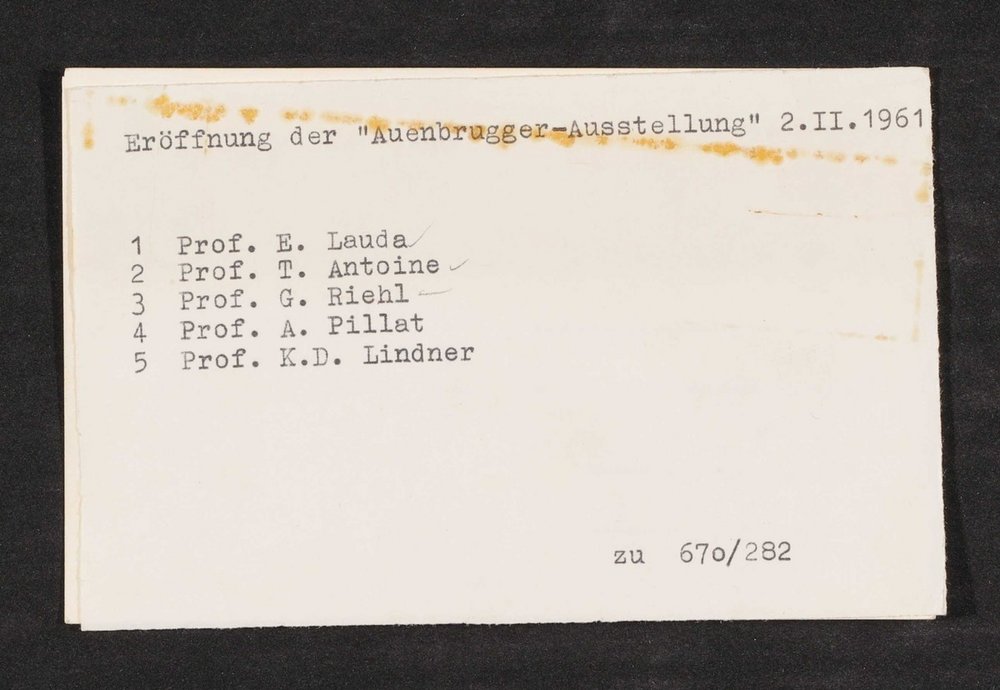 Eröffnung der "Auenbrugger-Ausstellung" 2.II.1961
1 Prof. E. Lauda
2 Prof. T. Antoine
3 Prof. G. Riehl
4 Prof. A. Pillat
5 Prof. K.D. Lindner
zu 67o/282